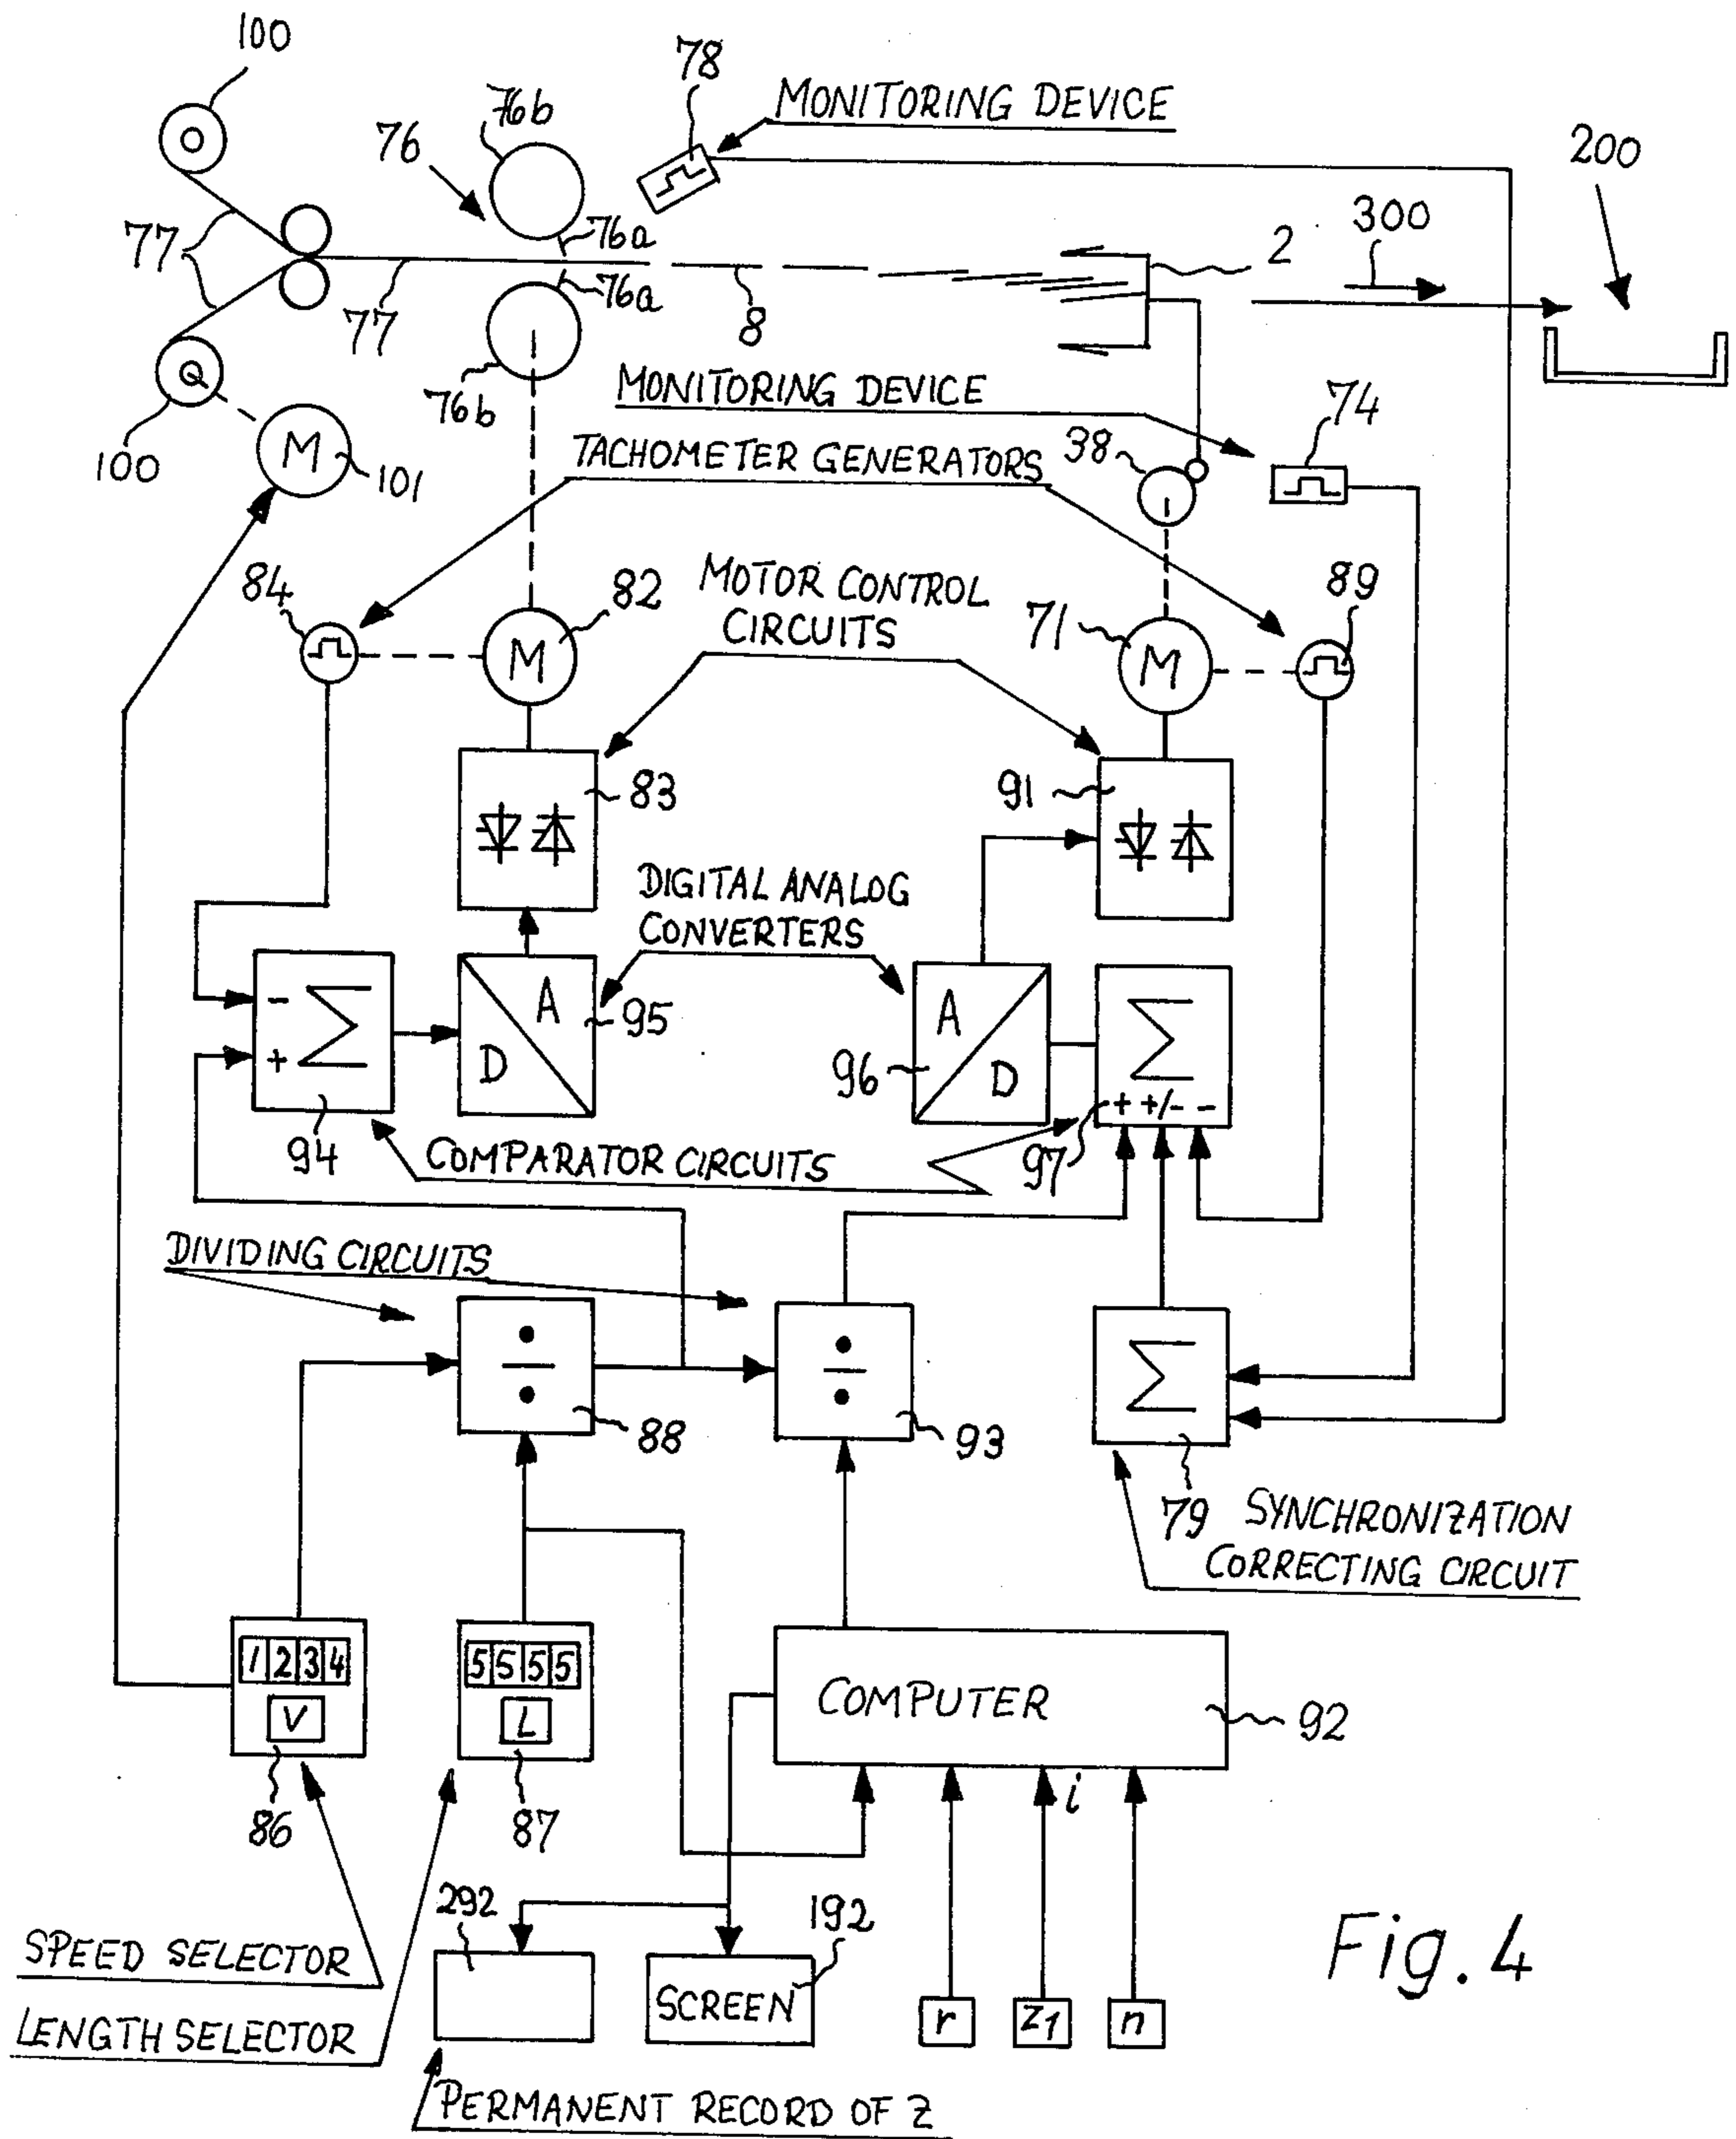 100
78
MONITORING DEVICE
76b
76
200
76a
300
77
2
77
76a
8
76b
MONITORING DEVICE
74
100
M
101
TACHOMETER GENERATORS
38
84
82
MOTOR CONTROL
CIRCUITS
71
89
M
M
83
91
DIGITAL ANALOG
CONVERTERS
-
Σ
+
A
D
95
A
D
96
Σ
+ +/- -
94
COMPARATOR CIRCUITS
97
DIVIDING CIRCUITS
÷
÷
88
93
Σ
79
SYNCHRONIZATION
CORRECTING CIRCUIT
1234
V
5555
L
COMPUTER
92
86
87
i
292
192
SPEED SELECTOR
SCREEN
r
z1
n
LENGTH SELECTOR
PERMANENT RECORD OF Z
Fig. 4